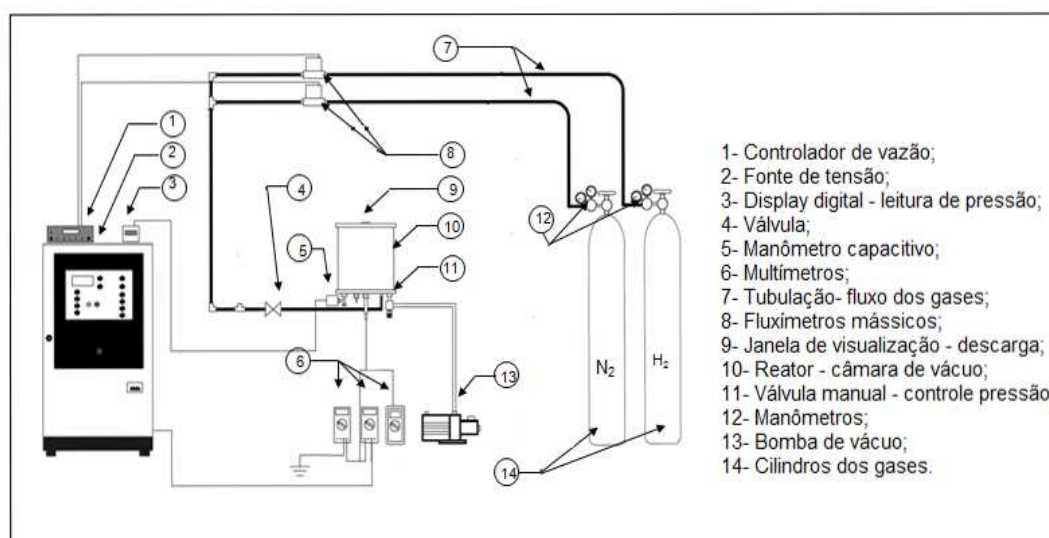 7
1
2
3
8
4
9
10
5
11
12
6
13
14
N2
H2
1- Controlador de vazão;
2- Fonte de tensão;
3- Display digital - leitura de pressão;
4- Válvula;
5- Manômetro capacitivo;
6- Multímetros;
7- Tubulação- fluxo dos gases;
8- Fluxímetros mássicos;
9- Janela de visualização - descarga;
10- Reator - câmara de vácuo;
11- Válvula manual - controle pressão
12- Manômetros;
13- Bomba de vácuo;
14- Cilindros dos gases.